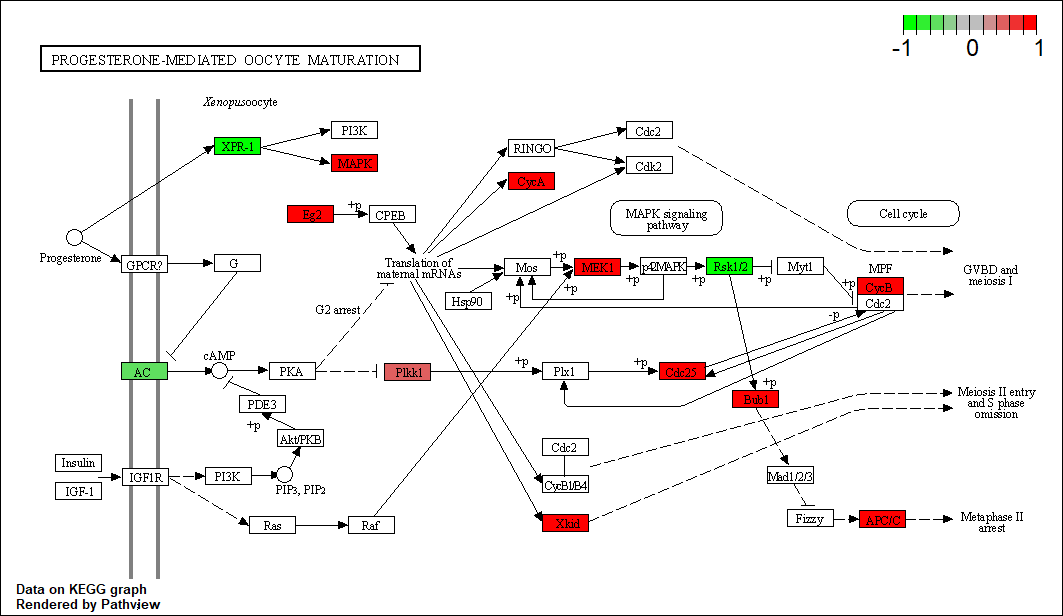 -1 0 1
PROGESTERONE-MEDIATED OOCYTE MATURATION
Xenopus oocyte
PI3K
XPR-1
MAPK
RINGO
Cdc2
Cdk2
CycA
Eg2
+p
CPEB
MAPK signaling
pathway
Cell cycle
Progesterone
GPCR?
G
Translation of
maternal mRNAs
Mos
+p
MEK1
+p
p42MAPK
+p
Rsk1/2
+p
Myt1
+p
MPF
CycB
Cdc2
GVBD and
meiosis I
Hsp90
+p
+p
-p
G2 arrest
cAMP
AC
PKA
Plkk1
+p
Plx1
+p
Cdc25
+p
Bub1
PDE3
+p
Akt/PKB
Meiosis II entry
and S phase
omission
Insulin
IGF-1
IGF1R
PI3K
PIP3, PIP2
Cdc2
CycB1/B4
Mad1/2/3
Ras
Raf
Xkid
Fizzy
APC/C
Metaphase II
arrest
Data on KEGG graph
Rendered by Pathview